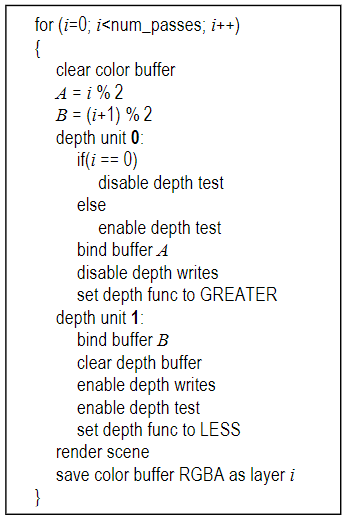 for (i=0; i<num_passes; i++)
{
clear color buffer
A = i % 2
B = (i+1) % 2
depth unit 0:
if(i == 0)
disable depth test
else
enable depth test
bind buffer A
disable depth writes
set depth func to GREATER
depth unit 1:
bind buffer B
clear depth buffer
enable depth writes
enable depth test
set depth func to LESS
render scene
save color buffer RGBA as layer i
}